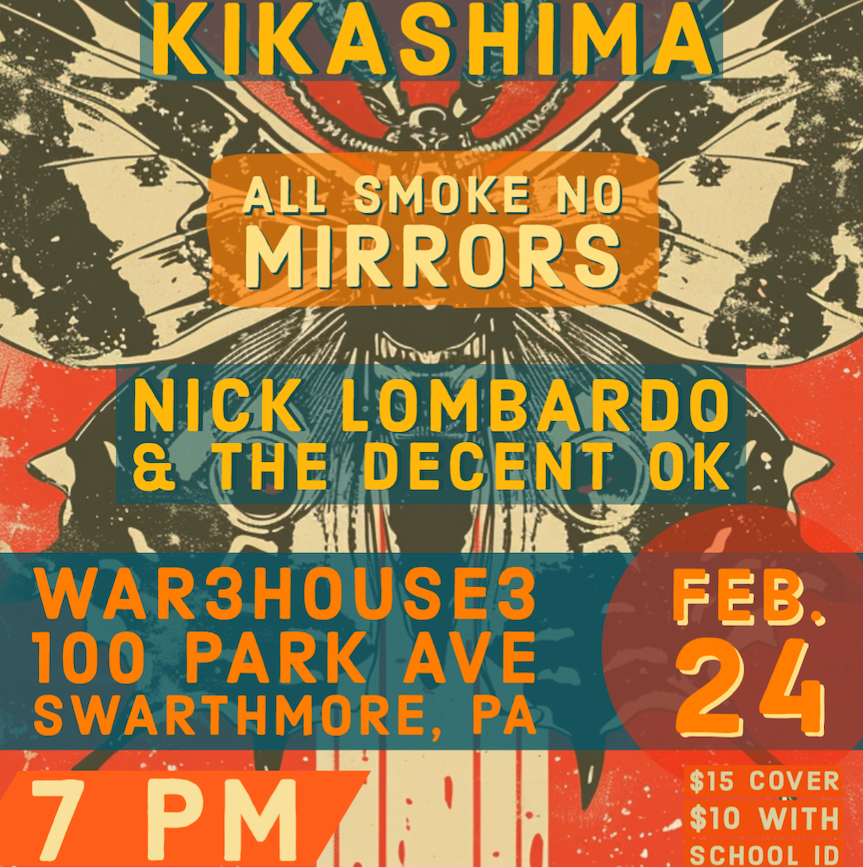 KIKASHIMA
ALL SMOKE NO
MIRRORS
NICK LOMBARDO
& THE DECENT OK
WAR3HOUSE3
100 PARK AVE
SWARTHMORE, PA
FEB.
24
7 PM
$15 COVER
$10 WITH
SCHOOL ID